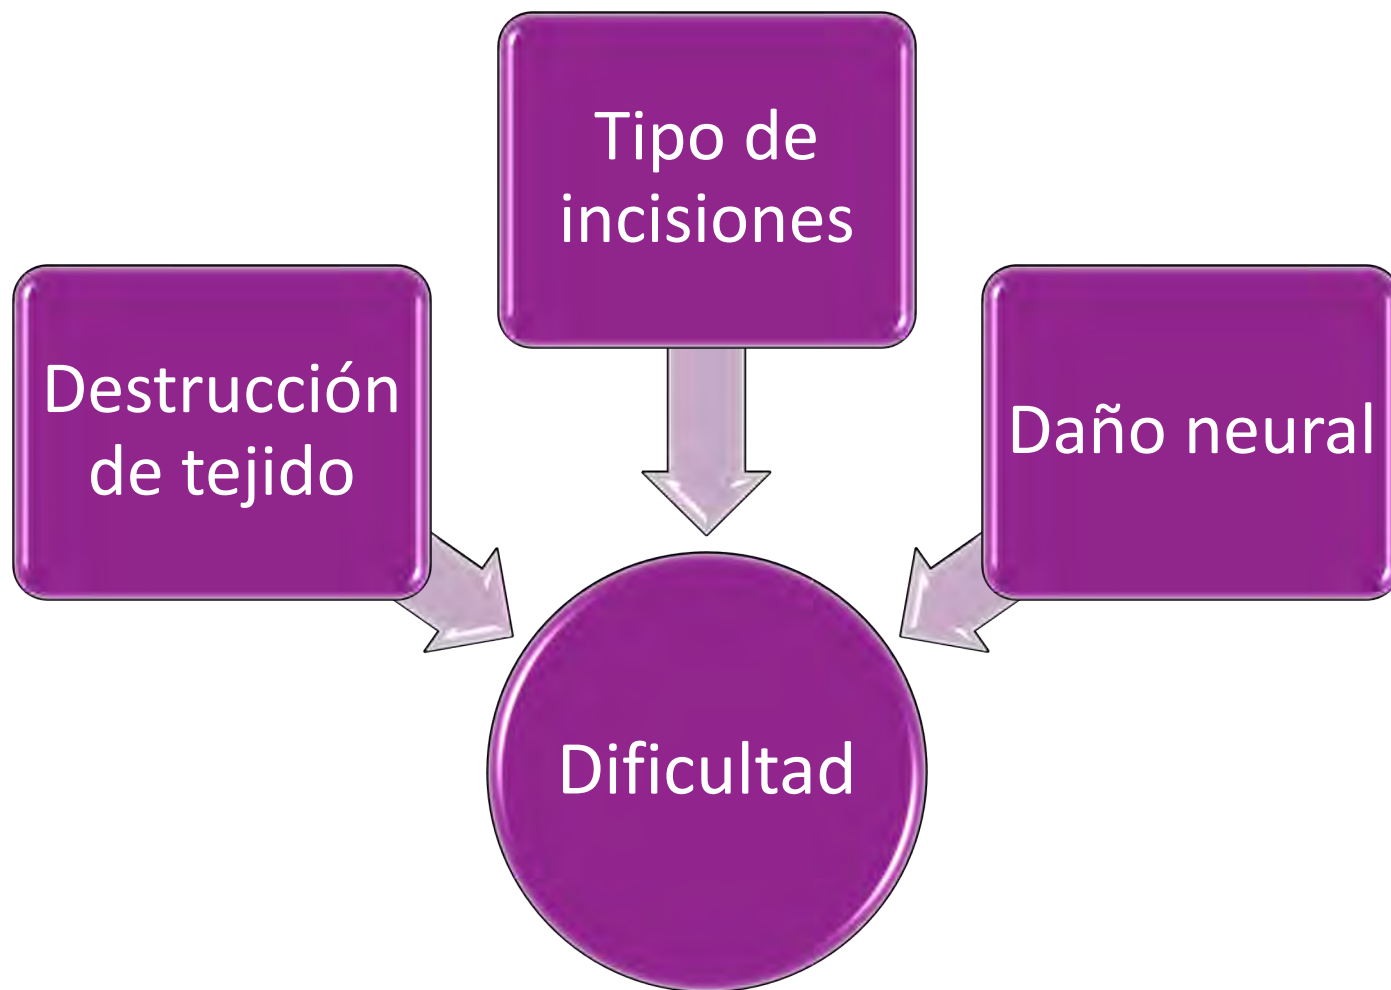 Tipo de
incisiones
Destrucción
de tejido
Daño neural
Dificultad